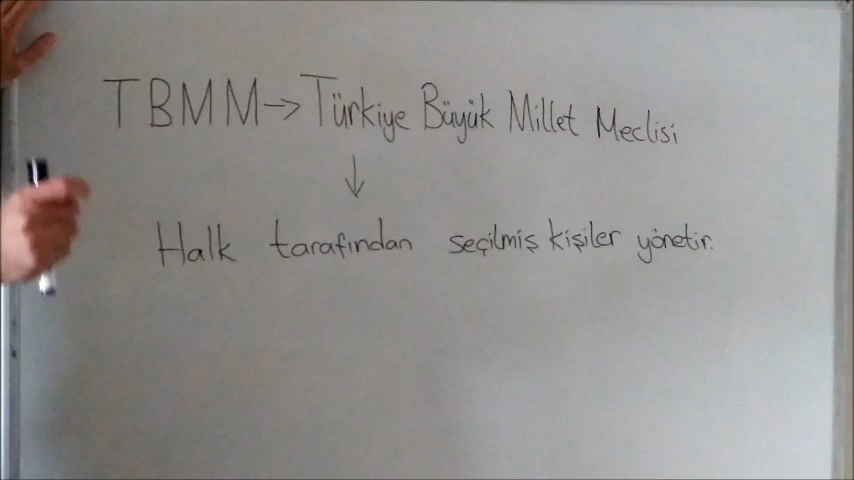 TBMM → Türkiye Büyük Millet Meclisi
↓
Halk tarafından seçilmiş kişiler yönetir.